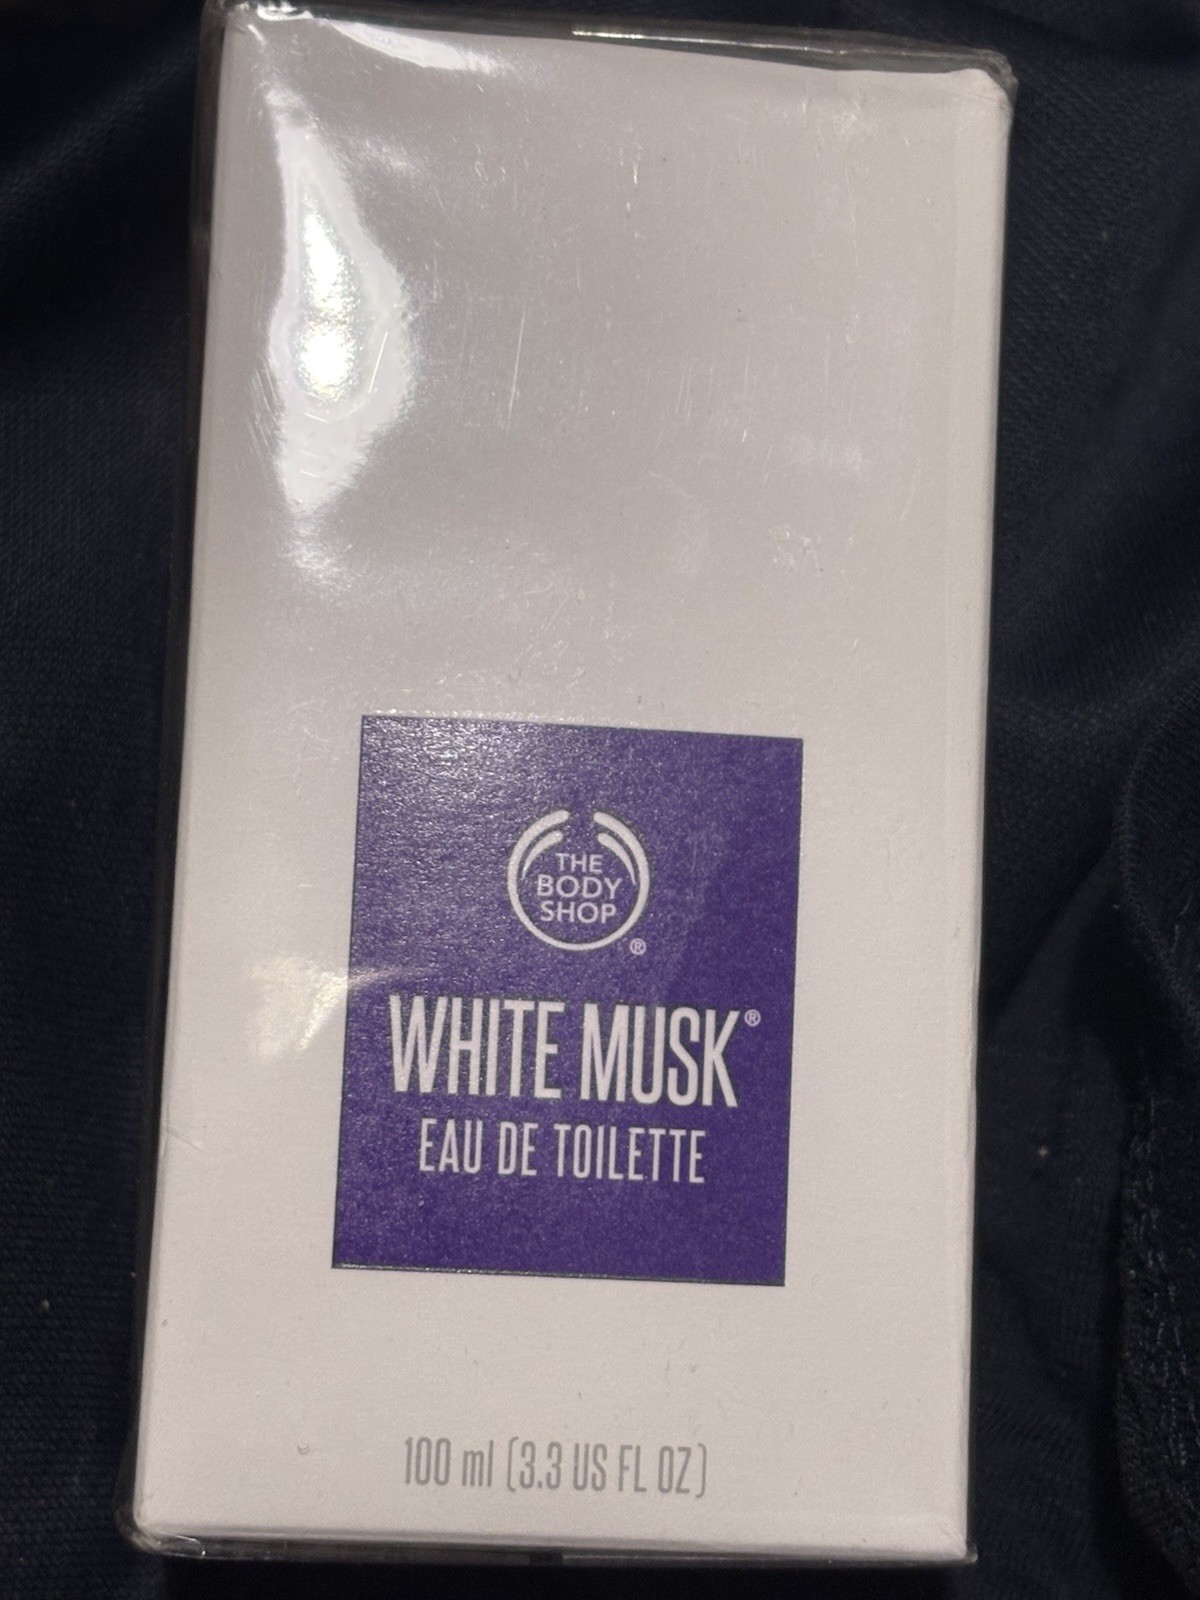 THE
BODY
SHOP
®
WHITE MUSK®
EAU DE TOILETTE
100 ml (3.3 US FL OZ)